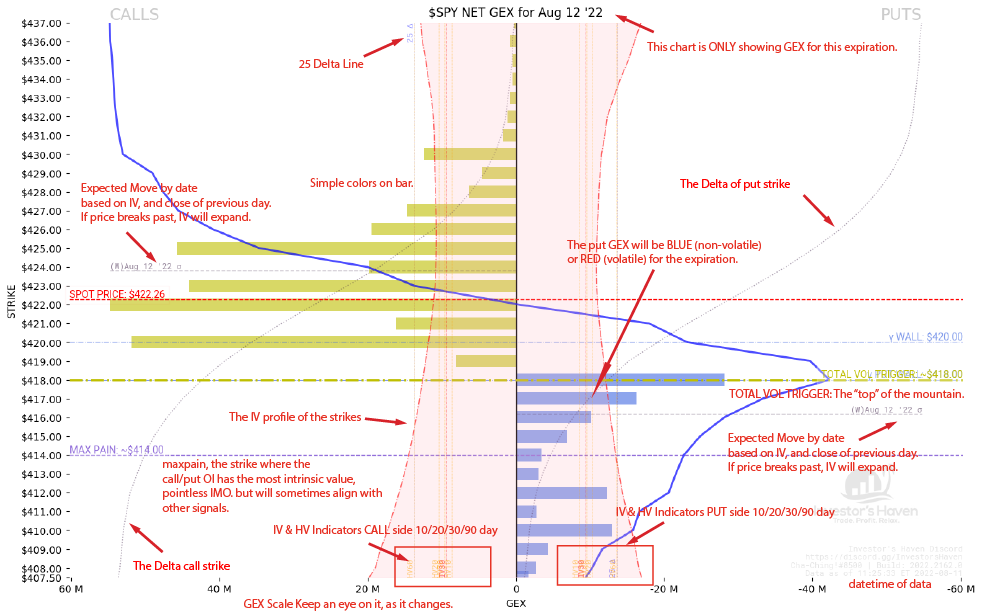 CALLS
$SPY NET GEX for Aug 12 '22
PUTS
$437.00
$436.00
$435.00
$434.00
$433.00
$432.00
$431.00
$430.00
$429.00
$428.00
$427.00
$426.00
$425.00
$424.00
$423.00
$422.00
$421.00
$420.00
$419.00
$418.00
$417.00
$416.00
$415.00
$414.00
$413.00
$412.00
$411.00
$410.00
$409.00
$408.00
$407.50
STRIKE
25 Δ
This chart is ONLY showing GEX for this expiration.
25 Delta Line
Simple colors on bar.
The Delta of put strike
Expected Move by date
based on IV, and close of previous day.
If price breaks past, IV will expand.
The put GEX will be BLUE (non-volatile)
or RED (volatile) for the expiration.
(W)Aug 12 '22 σ
SPOT PRICE: $422.26
γ WALL: $420.00
TOTAL VOL TRIGGER: ~$418.00
TOTAL VOL TRIGGER: The “top” of the mountain.
(W)Aug 12 '22 σ
The IV profile of the strikes
Expected Move by date
based on IV, and close of previous day.
If price breaks past, IV will expand.
MAX PAIN: ~$414.00
maxpain, the strike where the
call/put OI has the most intrinsic value,
pointless IMO. but will sometimes align with
other signals.
Investor's Haven
IV & HV Indicators CALL side 10/20/30/90 day
IV & HV Indicators PUT side 10/20/30/90 day
25 Δ
The Delta call strike
Investor's Haven Discord
https://discord.gg/InvestorsHaven
datetime of data
60 M
40 M
20 M
0
-20 M
-40 M
-60 M
GEX
GEX Scale Keep an eye on it, as it changes.